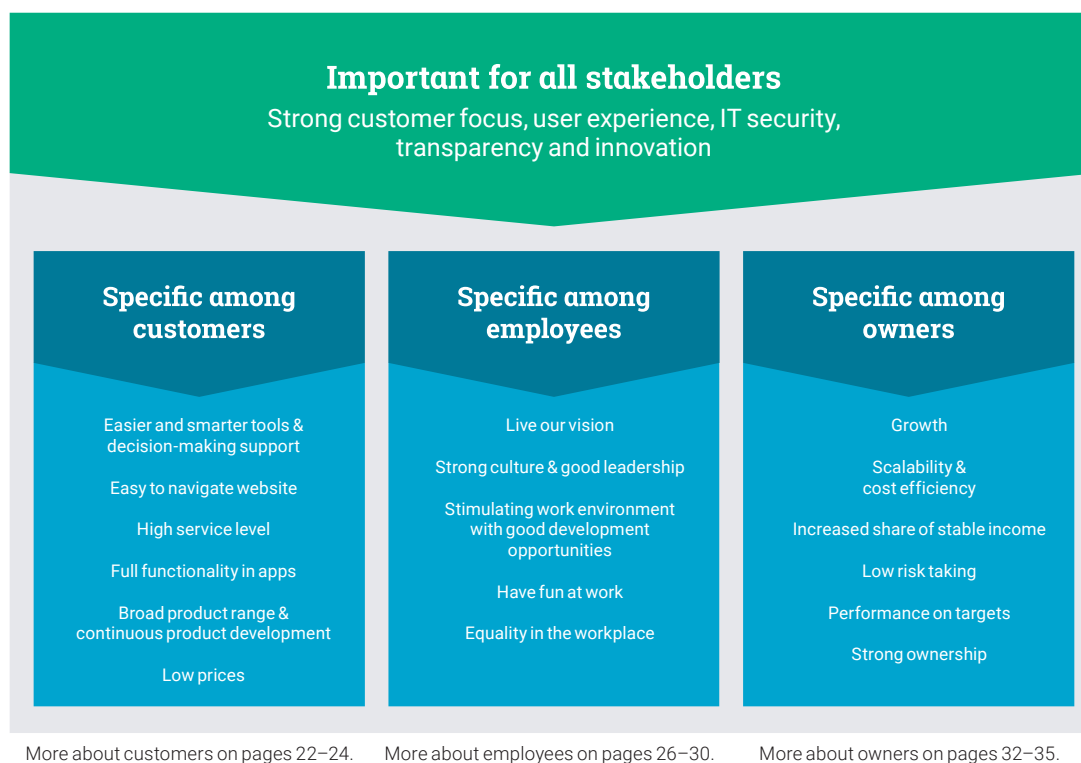 Important for all stakeholders
Strong customer focus, user experience, IT security,
transparency and innovation
Specific among
customers
Easier and smarter tools &
decision-making support
Easy to navigate website
High service level
Full functionality in apps
Broad product range &
continuous product development
Low prices
Specific among
employees
Live our vision
Strong culture & good leadership
Stimulating work environment
with good development
opportunities
Have fun at work
Equality in the workplace
Specific among
owners
Growth
Scalability &
cost efficiency
Increased share of stable income
Low risk taking
Performance on targets
Strong ownership
More about customers on pages 22–24.
More about employees on pages 26–30.
More about owners on pages 32–35.